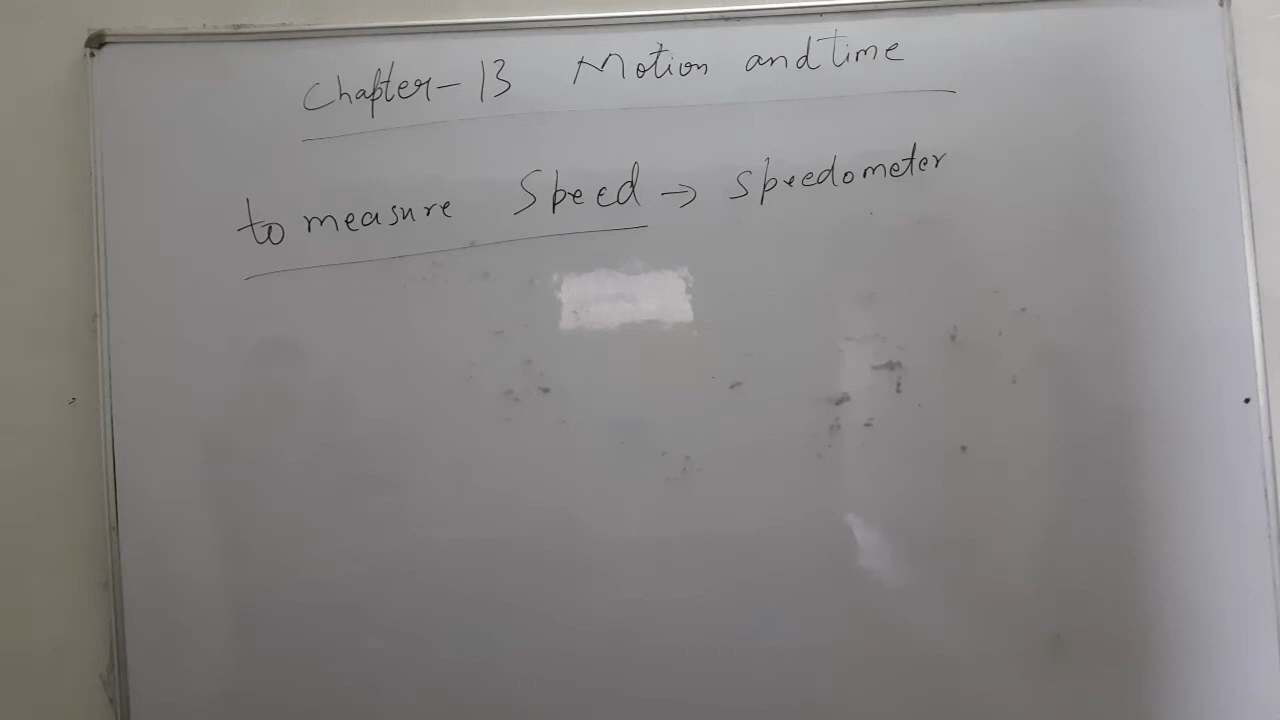 Chapter-13 Motion and time
to measure Speed → Speedometer